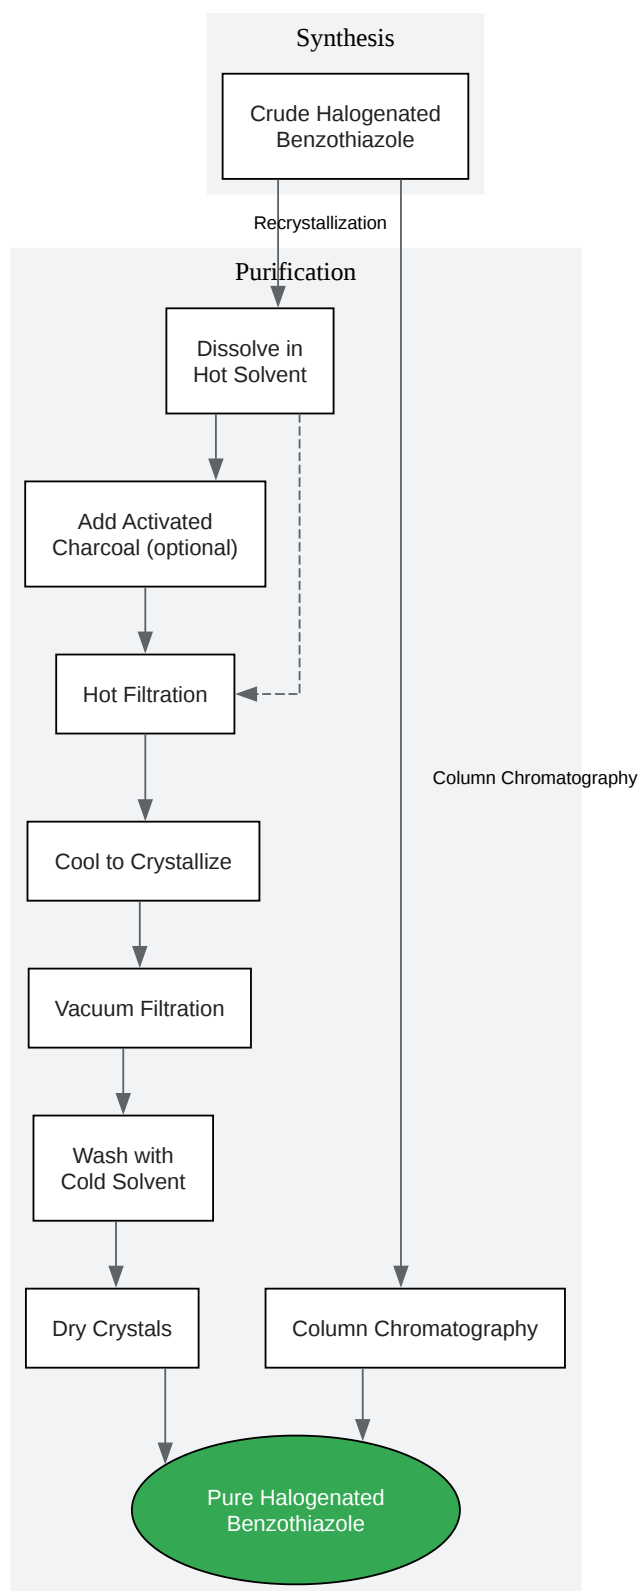 Synthesis
Crude Halogenated
Benzothiazole
Recrystallization
Purification
Dissolve in
Hot Solvent
Add Activated
Charcoal (optional)
Hot Filtration
Column Chromatography
Cool to Crystallize
Vacuum Filtration
Wash with
Cold Solvent
Dry Crystals
Column Chromatography
Pure Halogenated
Benzothiazole